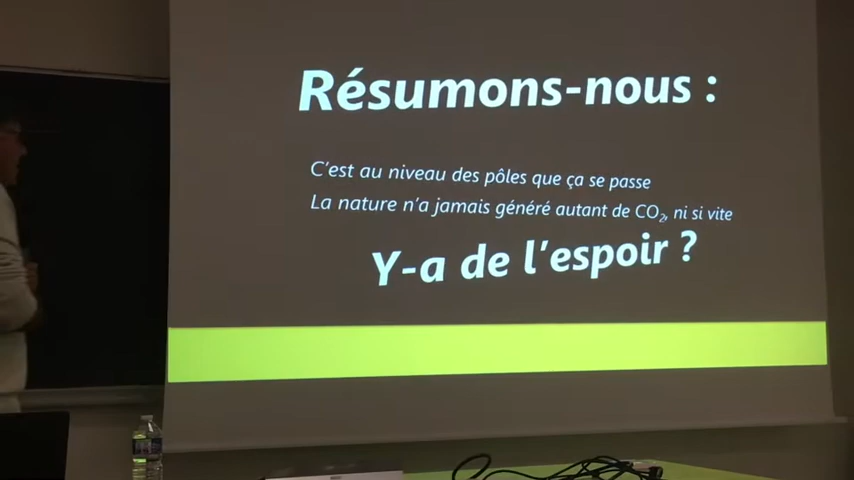 Résumons-nous :
C'est au niveau des pôles que ça se passe
La nature n'a jamais généré autant de CO₂, ni si vite
Y-a de l'espoir ?